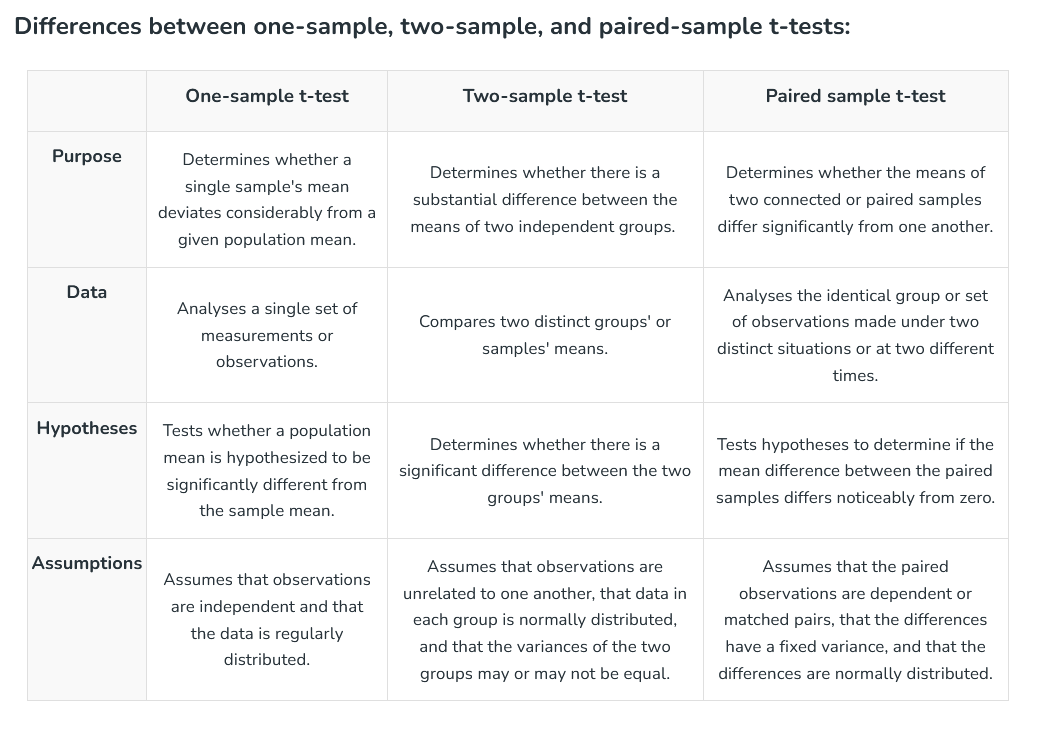 Differences between one-sample, two-sample, and paired-sample t-tests:
One-sample t-test
Two-sample t-test
Paired sample t-test
Purpose
Determines whether a
single sample's mean
deviates considerably from a
given population mean.
Determines whether there is a
substantial difference between the
means of two independent groups.
Determines whether the means of
two connected or paired samples
differ significantly from one another.
Data
Analyses a single set of
measurements or
observations.
Compares two distinct groups' or
samples' means.
Analyses the identical group or set
of observations made under two
distinct situations or at two different
times.
Hypotheses
Tests whether a population
mean is hypothesized to be
significantly different from
the sample mean.
Determines whether there is a
significant difference between the two
groups' means.
Tests hypotheses to determine if the
mean difference between the paired
samples differs noticeably from zero.
Assumptions
Assumes that observations
are independent and that
the data is regularly
distributed.
Assumes that observations are
unrelated to one another, that data in
each group is normally distributed,
and that the variances of the two
groups may or may not be equal.
Assumes that the paired
observations are dependent or
matched pairs, that the differences
have a fixed variance, and that the
differences are normally distributed.